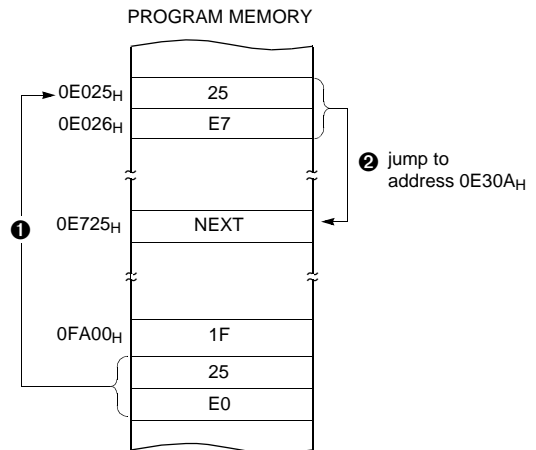 PROGRAM MEMORY
0E025H 25
0E026H E7
❷ jump to
address 0E30AH
❶
0E725H NEXT
0FA00H 1F
25
E0